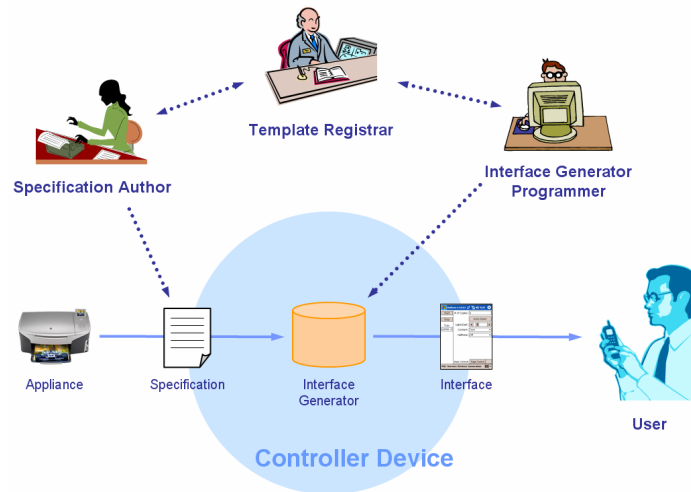 Template Registrar
Specification Author
Interface Generator
Programmer
Appliance
Specification
Interface
Generator
Interface
User
Controller Device